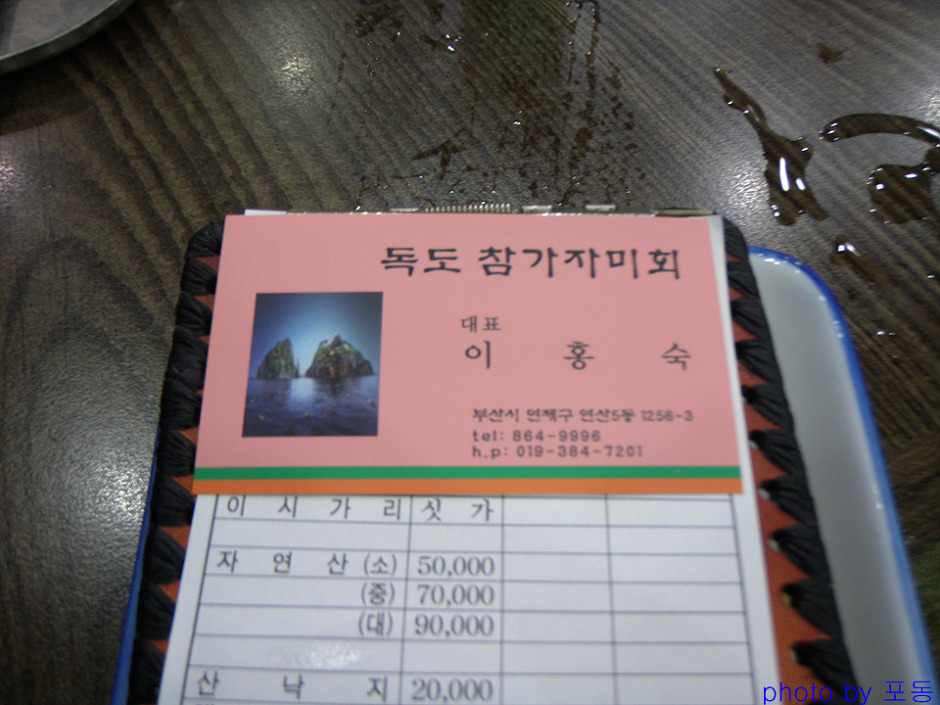 독도 참가자미회
대표
이 홍 숙
부산시 연제구 연산5동 1256-3
tel: 864-9996
h.p: 019-384-7201
이 시 가 리 싯 가
자 연 산 (소) 50,000
(중) 70,000
(대) 90,000
산 낙 지 20,000
photo by 포동